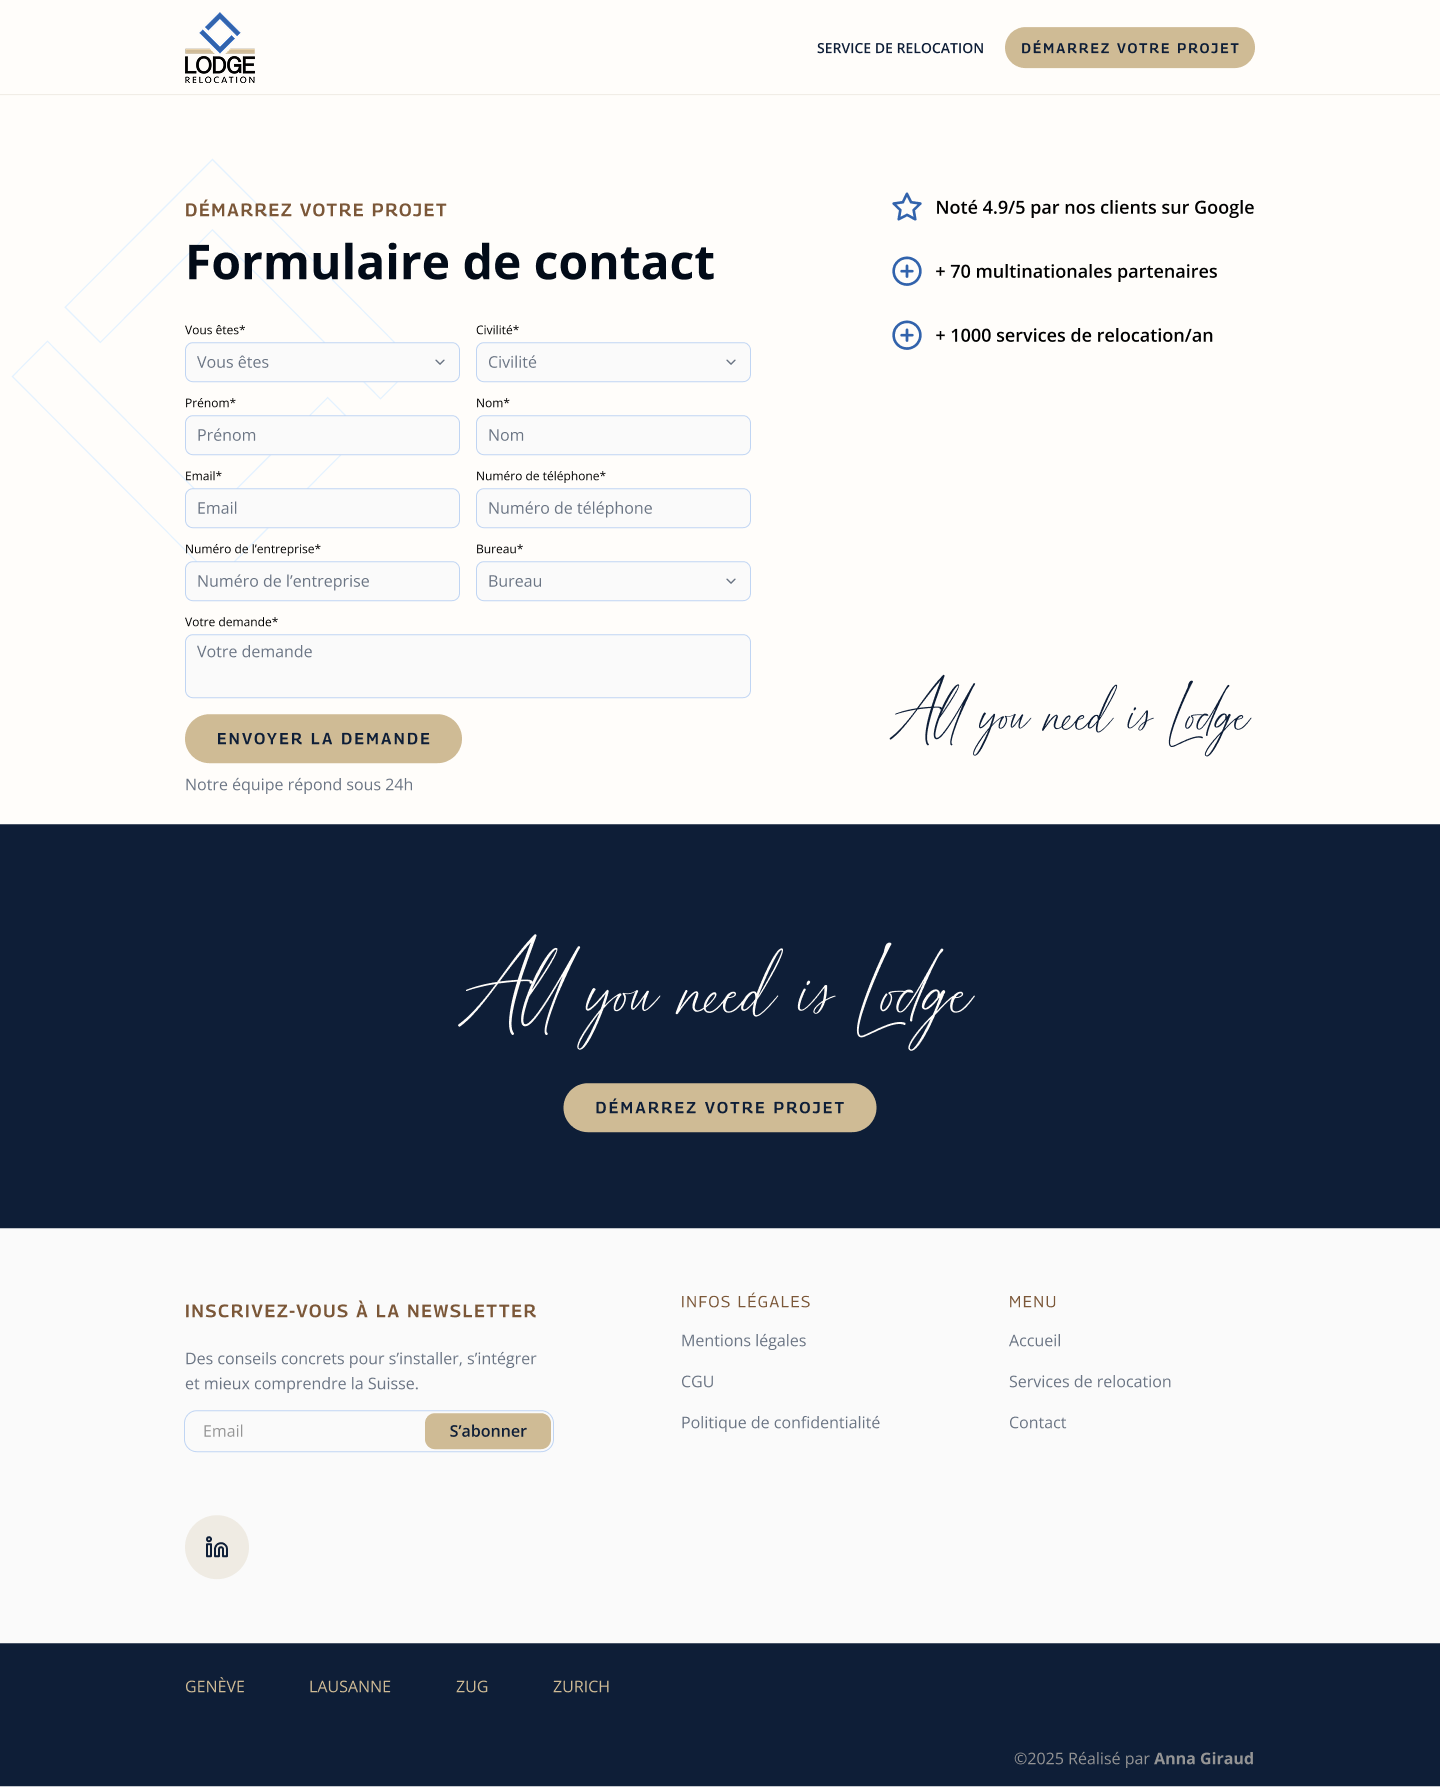 LODGE
RELOCATION
SERVICE DE RELOCATION
DÉMARREZ VOTRE PROJET
DÉMARREZ VOTRE PROJET
Formulaire de contact
Vous êtes*
Civilité*
Vous êtes
Civilité
Prénom*
Nom*
Prénom
Nom
Email*
Numéro de téléphone*
Email
Numéro de téléphone
Numéro de l’entreprise*
Bureau*
Numéro de l’entreprise
Bureau
Votre demande*
Votre demande
ENVOYER LA DEMANDE
Notre équipe répond sous 24h
Noté 4.9/5 par nos clients sur Google
+ 70 multinationales partenaires
+ 1000 services de relocation/an
All you need is Lodge
All you need is Lodge
DÉMARREZ VOTRE PROJET
INSCRIVEZ-VOUS À LA NEWSLETTER
Des conseils concrets pour s’installer, s’intégrer
et mieux comprendre la Suisse.
Email
S’abonner
in
INFOS LÉGALES
Mentions légales
CGU
Politique de confidentialité
MENU
Accueil
Services de relocation
Contact
GENÈVE
LAUSANNE
ZUG
ZURICH
©2025 Réalisé par Anna Giraud